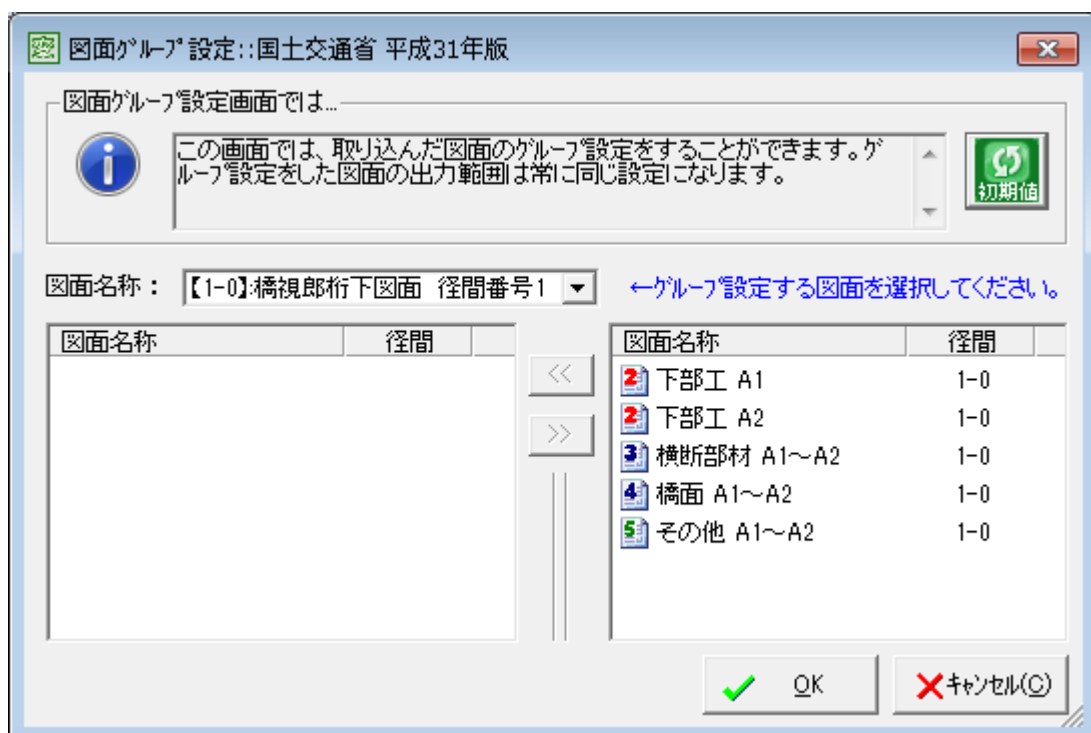 図面ｸﾞﾙｰﾌﾟ設定::国土交通省 平成31年版
図面ｸﾞﾙｰﾌﾟ設定画面では...
この画面では、取り込んだ図面のｸﾞﾙｰﾌﾟ設定をすることができます。ｸﾞ
ﾙｰﾌﾟ設定をした図面の出力範囲は常に同じ設定になります。
初期値
図面名称： 【1-0】:橋視郎桁下図面 径間番号1 ←ｸﾞﾙｰﾌﾟ設定する図面を選択してください。
図面名称 径間
<<
>>
図面名称 径間
2 下部工 A1 1-0
2 下部工 A2 1-0
3 横断部材 A1～A2 1-0
4 橋面 A1～A2 1-0
5 その他 A1～A2 1-0
OK ｷｬﾝｾﾙ(C)